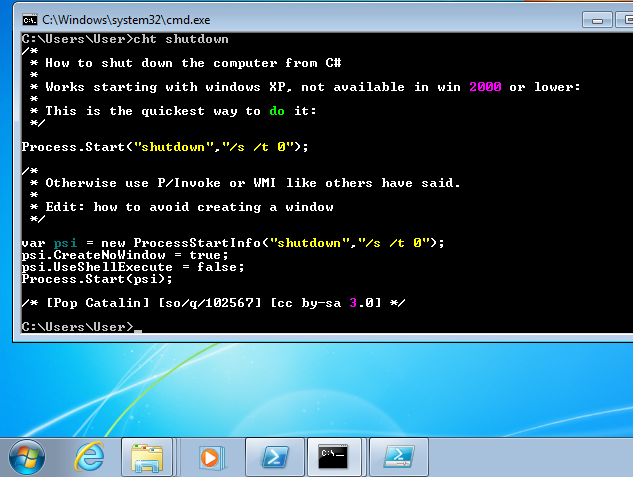 C:\Windows\system32\cmd.exe
C:\Users\User>cht shutdown
/*
 * How to shut down the computer from C#
 *
 * Works starting with windows XP, not available in win 2000 or lower:
 *
 * This is the quickest way to do it:
 */
Process.Start("shutdown","/s /t 0");
/*
 * Otherwise use P/Invoke or WMI like others have said.
 *
 * Edit: how to avoid creating a window
 */
var psi = new ProcessStartInfo("shutdown","/s /t 0");
psi.CreateNoWindow = true;
psi.UseShellExecute = false;
Process.Start(psi);
/* [Pop Catalin] [so/q/102567] [cc by-sa 3.0] */
C:\Users\User>_